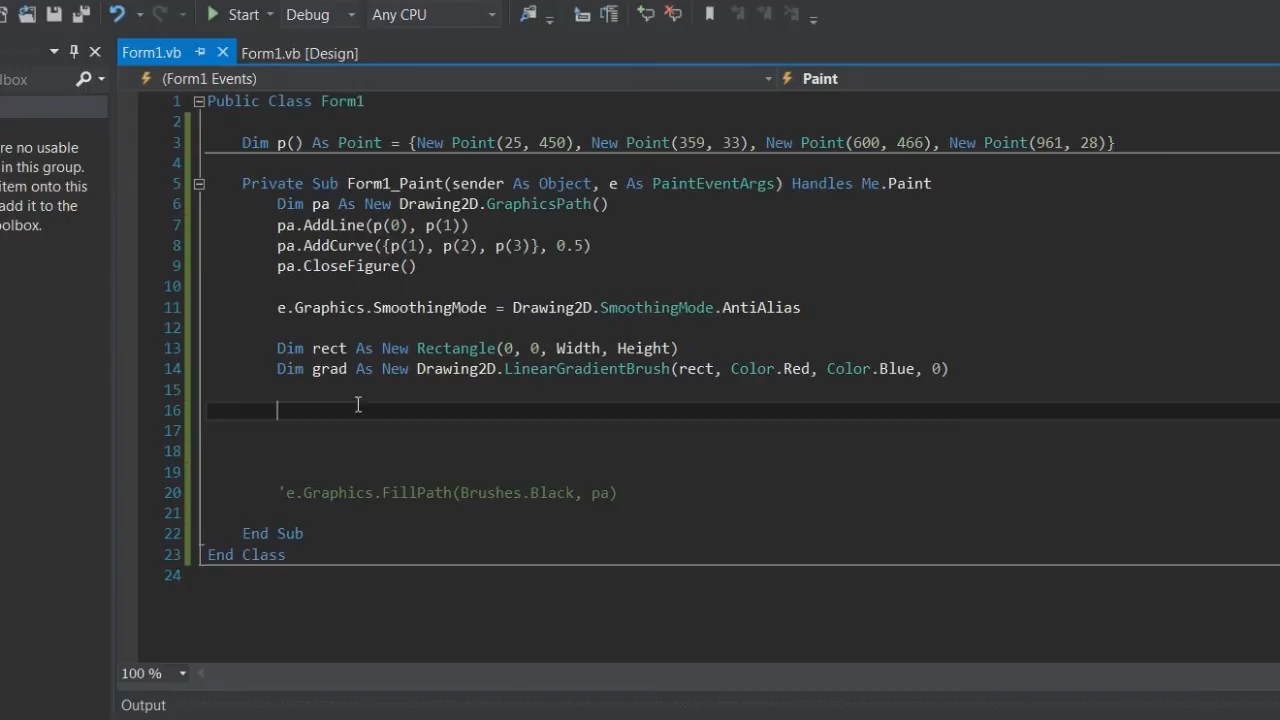 Start Debug Any CPU
Form1.vb Form1.vb [Design]
lbox (Form1 Events) Paint
1 Public Class Form1
2
3 Dim p() As Point = {New Point(25, 450), New Point(359, 33), New Point(600, 466), New Point(961, 28)}
re no usable
4
in this group.
5 Private Sub Form1_Paint(sender As Object, e As PaintEventArgs) Handles Me.Paint
item onto this
6 Dim pa As New Drawing2D.GraphicsPath()
add it to the
7 pa.AddLine(p(0), p(1))
olbox.
8 pa.AddCurve({p(1), p(2), p(3)}, 0.5)
9 pa.CloseFigure()
10
11 e.Graphics.SmoothingMode = Drawing2D.SmoothingMode.AntiAlias
12
13 Dim rect As New Rectangle(0, 0, Width, Height)
14 Dim grad As New Drawing2D.LinearGradientBrush(rect, Color.Red, Color.Blue, 0)
15
16
17
18
19
20 'e.Graphics.FillPath(Brushes.Black, pa)
21
22 End Sub
23 End Class
24
100 %
Output